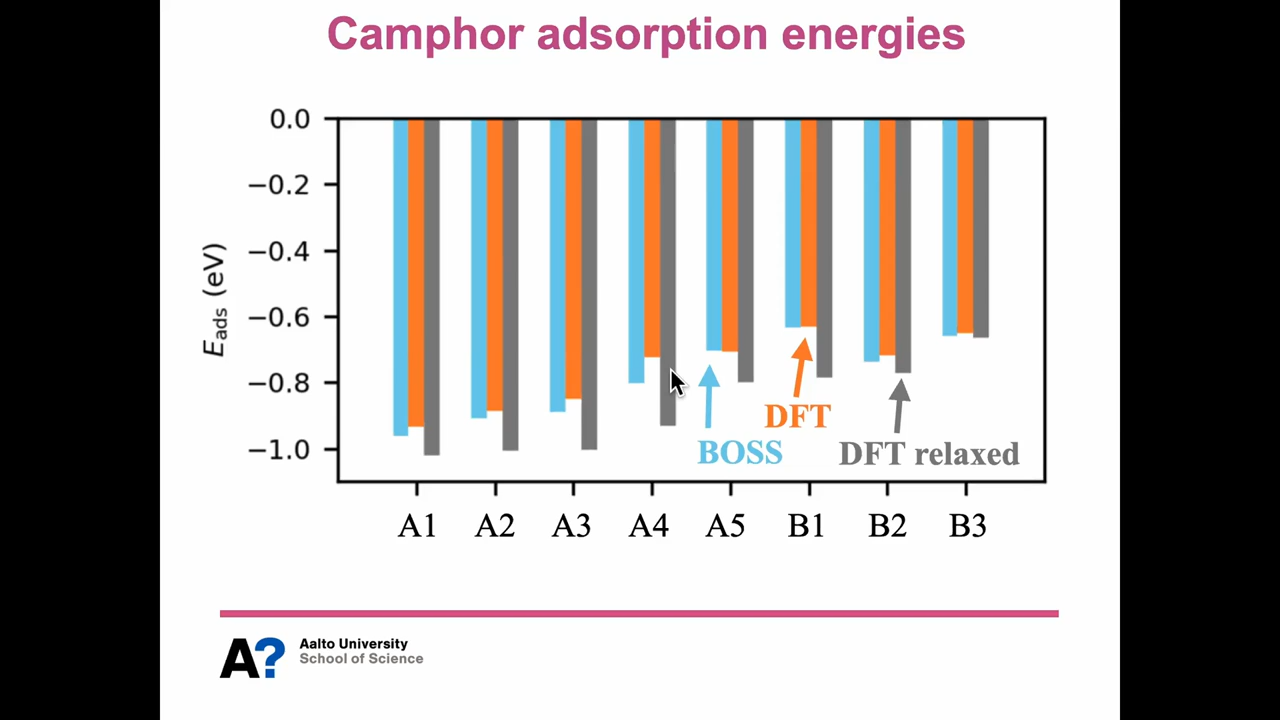 Camphor adsorption energies
0.0
−0.2
−0.4
−0.6
−0.8
−1.0
Eads (eV)
DFT
BOSS
DFT relaxed
A1 A2 A3 A4 A5 B1 B2 B3
A? Aalto University
School of Science